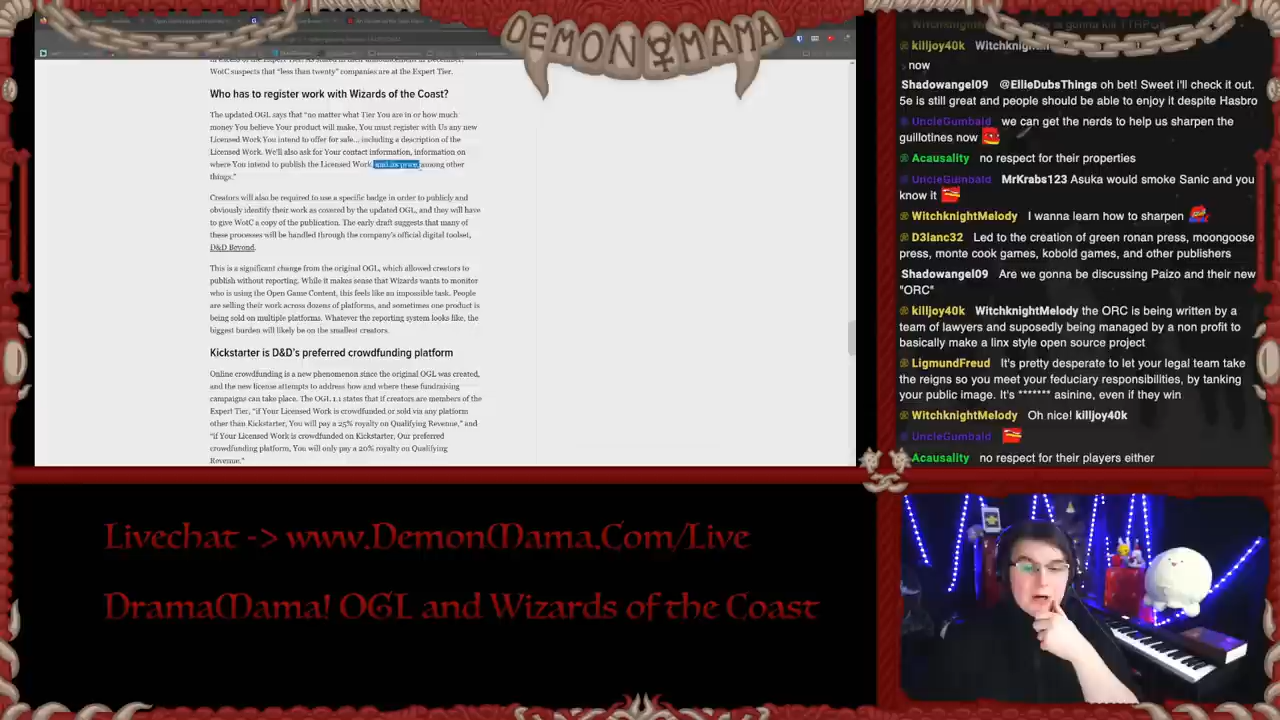 DEMON MAMA
WotC suspects that “less than twenty” companies are at the Expert Tier.
Who has to register work with Wizards of the Coast?
The updated OGL says that “no matter what Tier You are in or how much
money You believe Your product will make, You must register with Us any new
Licensed Work You intend to offer for sale... including a description of the
Licensed Work. We’ll also ask for Your contact information, information on
where You intend to publish the Licensed Work, and its price, among other
things.”
Creators will also be required to use a specific badge in order to publicly and
obviously identify their work as covered by the updated OGL, and they will have
to give WotC a copy of the publication. The early draft suggests that many of
these processes will be handled through the company’s official digital toolset,
D&D Beyond.
This is a significant change from the original OGL, which allowed creators to
publish without reporting. While it makes sense that Wizards wants to monitor
who is using the Open Game Content, this feels like an impossible task. People
are selling their work across dozens of platforms, and sometimes one product is
being sold on multiple platforms. Whatever the reporting system looks like, the
biggest burden will likely be on the smallest creators.
Kickstarter is D&D’s preferred crowdfunding platform
Online crowdfunding is a new phenomenon since the original OGL was created,
and the new license attempts to address how and where these fundraising
campaigns can take place. The OGL 1.1 states that if creators are members of the
Expert Tier, “if Your Licensed Work is crowdfunded or sold via any platform
other than Kickstarter, You will pay a 25% royalty on Qualifying Revenue,” and
“if Your Licensed Work is crowdfunded on Kickstarter, Our preferred
crowdfunding platform, You will only pay a 20% royalty on Qualifying
Revenue.”
killjoy40k
now
Shadowangel09 @EllieDubsThings oh bet! Sweet i'll check it out.
5e is still great and people should be able to enjoy it despite Hasbro
UncleGumbald we can get the nerds to help us sharpen the
guillotines now
Acausality no respect for their properties
UncleGumbald MrKrabs123 Asuka would smoke Sanic and you
know it
WitchknightMelody I wanna learn how to sharpen
D3lanc32 Led to the creation of green ronan press, moongoose
press, monte cook games, kobold games, and other publishers
Shadowangel09 Are we gonna be discussing Paizo and their new
"ORC"
killjoy40k WitchknightMelody the ORC is being written by a
team of lawyers and suposedly being managed by a non profit to
basically make a linx style open source project
LigmundFreud It's pretty desperate to let your legal team take
the reigns so you meet your feduciary responsillibities, by tanking
your public image. It's ******* asinine, even if they win
WitchknightMelody Oh nice! killjoy40k
UncleGumbald
Acausality no respect for their players either
Livechat -> www.DemonMama.Com/Live
DramaMama! OGL and Wizards of the Coast